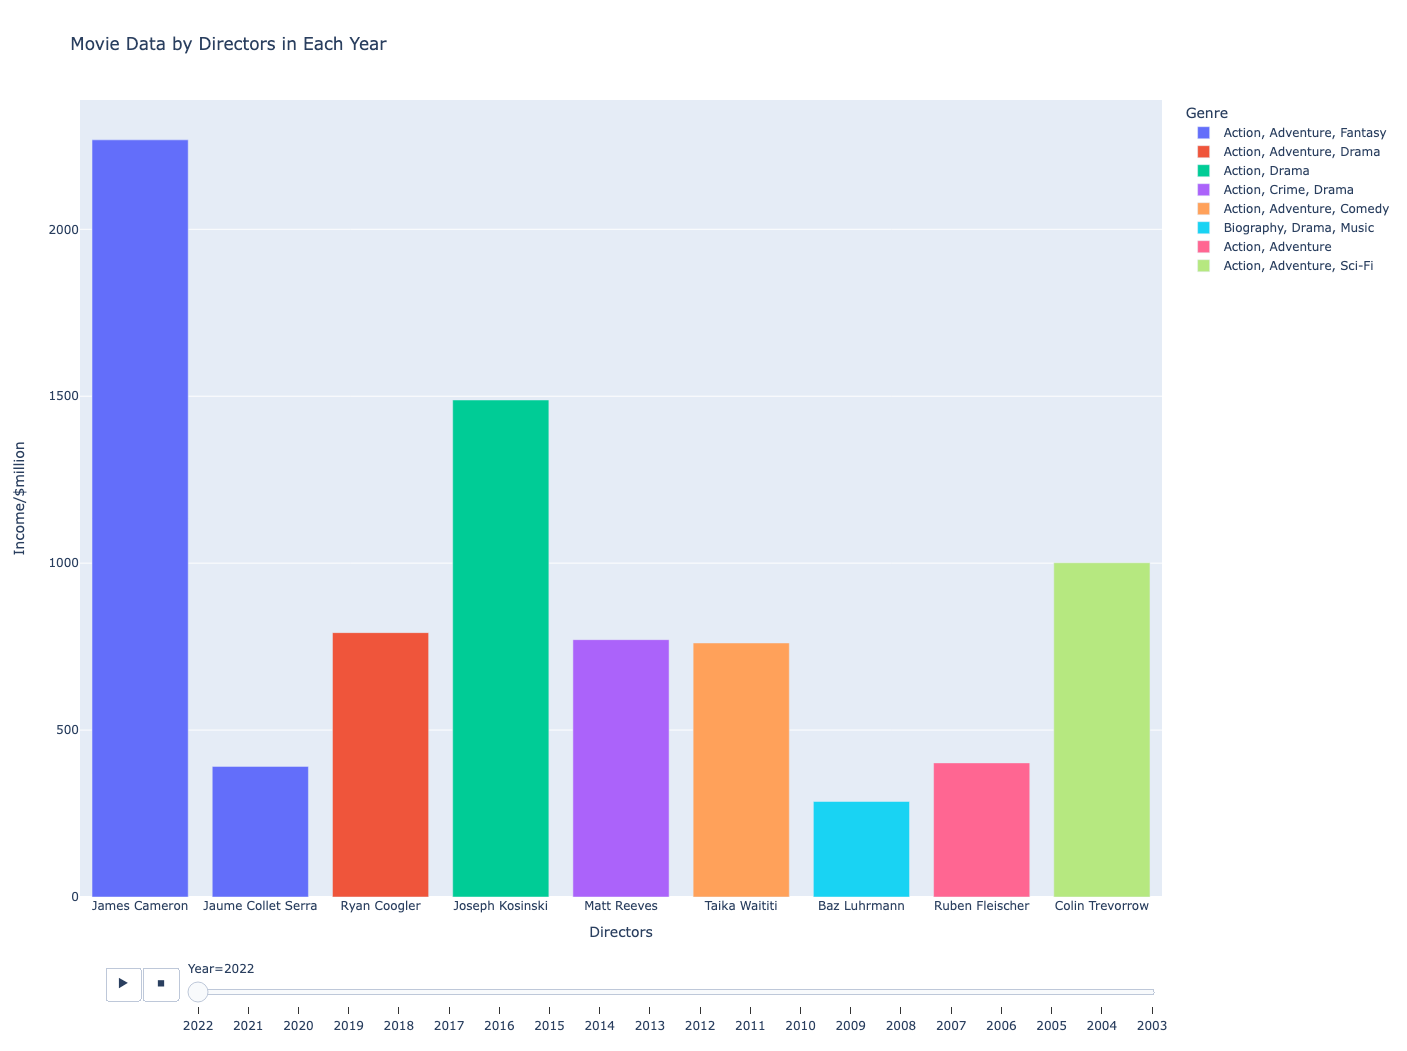 Movie Data by Directors in Each Year
Genre
Action, Adventure, Fantasy
Action, Adventure, Drama
Action, Drama
Action, Crime, Drama
Action, Adventure, Comedy
Biography, Drama, Music
Action, Adventure
Action, Adventure, Sci-Fi
Income/$million
2000
1500
1000
500
0
James Cameron Jaume Collet Serra Ryan Coogler Joseph Kosinski Matt Reeves Taika Waititi Baz Luhrmann Ruben Fleischer Colin Trevorrow
Directors
Year=2022
2022 2021 2020 2019 2018 2017 2016 2015 2014 2013 2012 2011 2010 2009 2008 2007 2006 2005 2004 2003